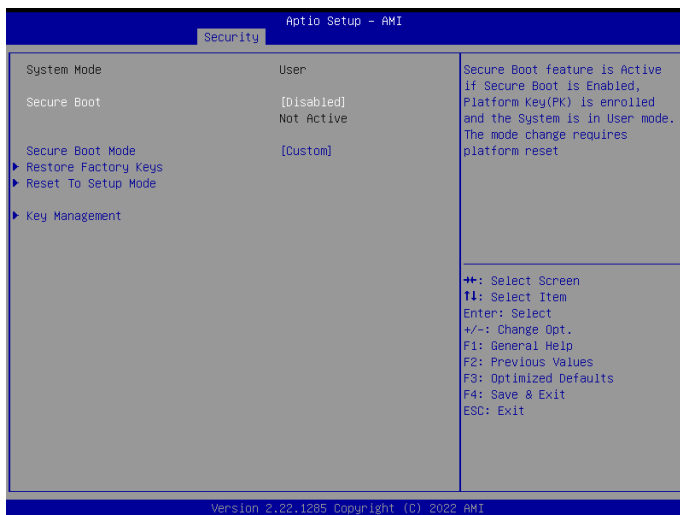 Aptio Setup – AMI
Security
System Mode User
Secure Boot [Disabled]
Not Active
Secure Boot Mode [Custom]
Restore Factory Keys
Reset To Setup Mode
Key Management
Secure Boot feature is Active
if Secure Boot is Enabled,
Platform Key(PK) is enrolled
and the System is in User mode.
The mode change requires
platform reset
→←: Select Screen
↑↓: Select Item
Enter: Select
+/-: Change Opt.
F1: General Help
F2: Previous Values
F3: Optimized Defaults
F4: Save & Exit
ESC: Exit
Version 2.22.1285 Copyright (C) 2022 AMI